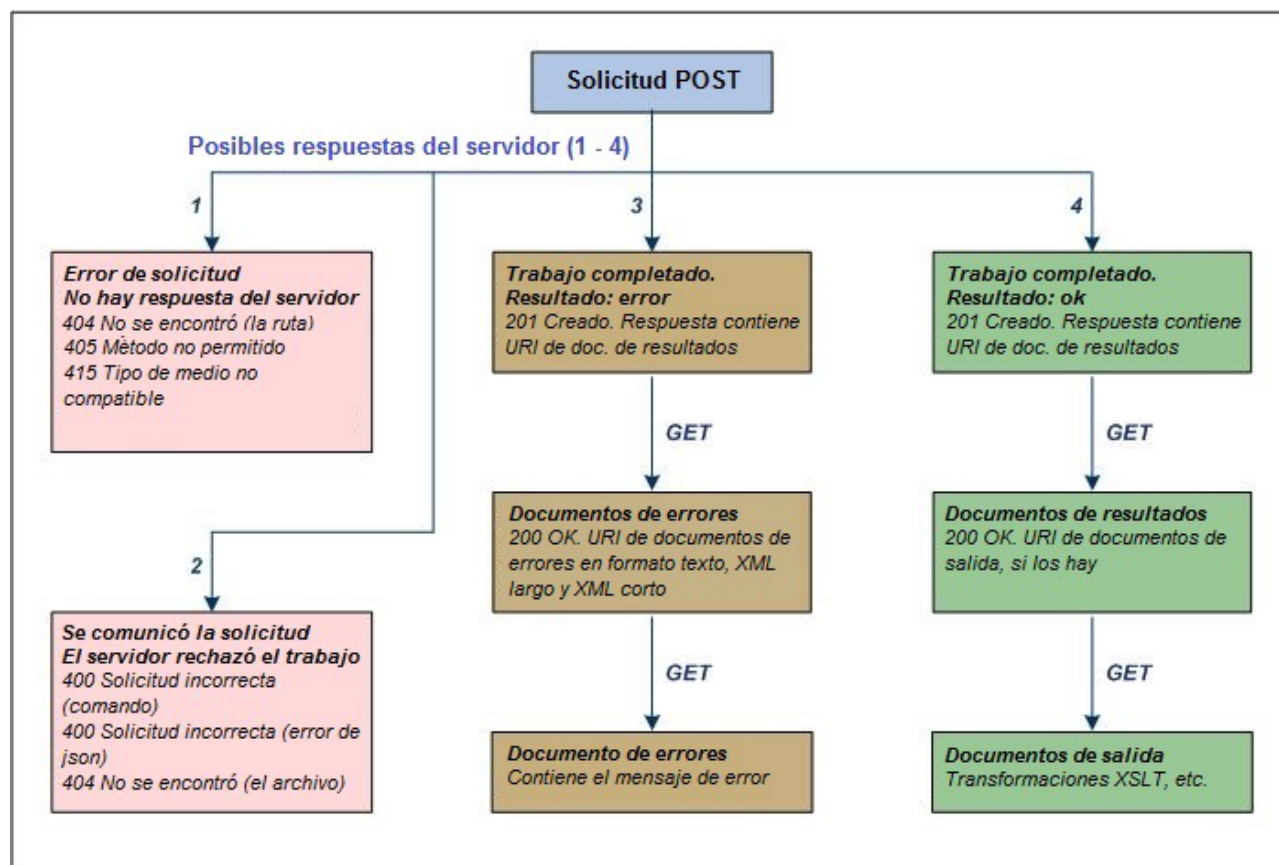 Solicitud POST
Posibles respuestas del servidor (1 - 4)
1
3
4
Error de solicitud
No hay respuesta del servidor
404 No se encontró (la ruta)
405 Método no permitido
415 Tipo de medio no
compatible
Trabajo completado.
Resultado: error
201 Creado. Respuesta contiene
URI de doc. de resultados
Trabajo completado.
Resultado: ok
201 Creado. Respuesta contiene
URI de doc. de resultados
GET
GET
2
Documentos de errores
200 OK. URI de documentos de
errores en formato texto, XML
largo y XML corto
Documentos de resultados
200 OK. URI de documentos de
salida, si los hay
Se comunicó la solicitud
El servidor rechazó el trabajo
400 Solicitud incorrecta
(comando)
400 Solicitud incorrecta (error de
json)
404 No se encontró (el archivo)
GET
GET
Documento de errores
Contiene el mensaje de error
Documentos de salida
Transformaciones XSLT, etc.